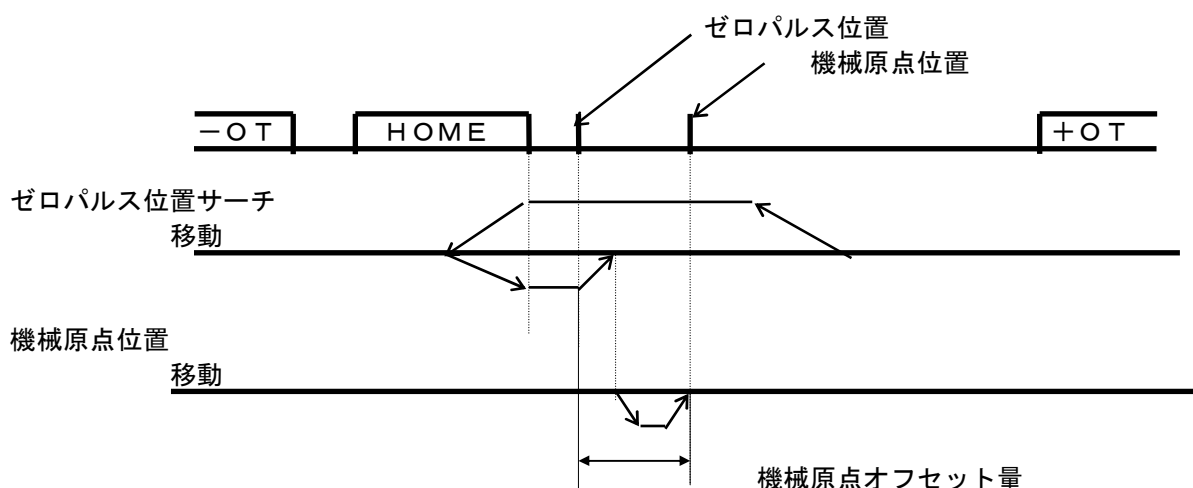 ゼロパルス位置
機械原点位置
－ＯＴ
ＨＯＭＥ
＋ＯＴ
ゼロパルス位置サーチ
移動
機械原点位置
移動
機械原点オフセット量